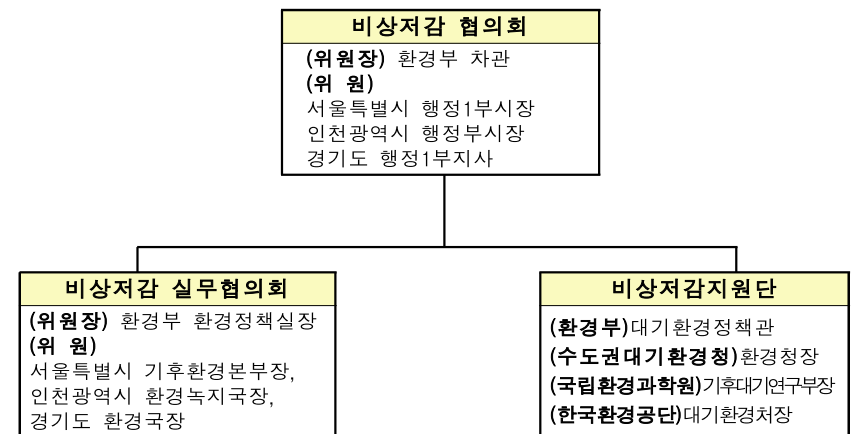 비상저감 협의회
(위원장) 환경부 차관
(위 원)
서울특별시 행정1부시장
인천광역시 행정부시장
경기도 행정1부지사
비상저감 실무협의회
(위원장) 환경부 환경정책실장
(위 원)
서울특별시 기후환경본부장,
인천광역시 환경녹지국장,
경기도 환경국장
비상저감지원단
(환경부)대기환경정책관
(수도권대기환경청)환경청장
(국립환경과학원)기후대기연구부장
(한국환경공단)대기환경처장